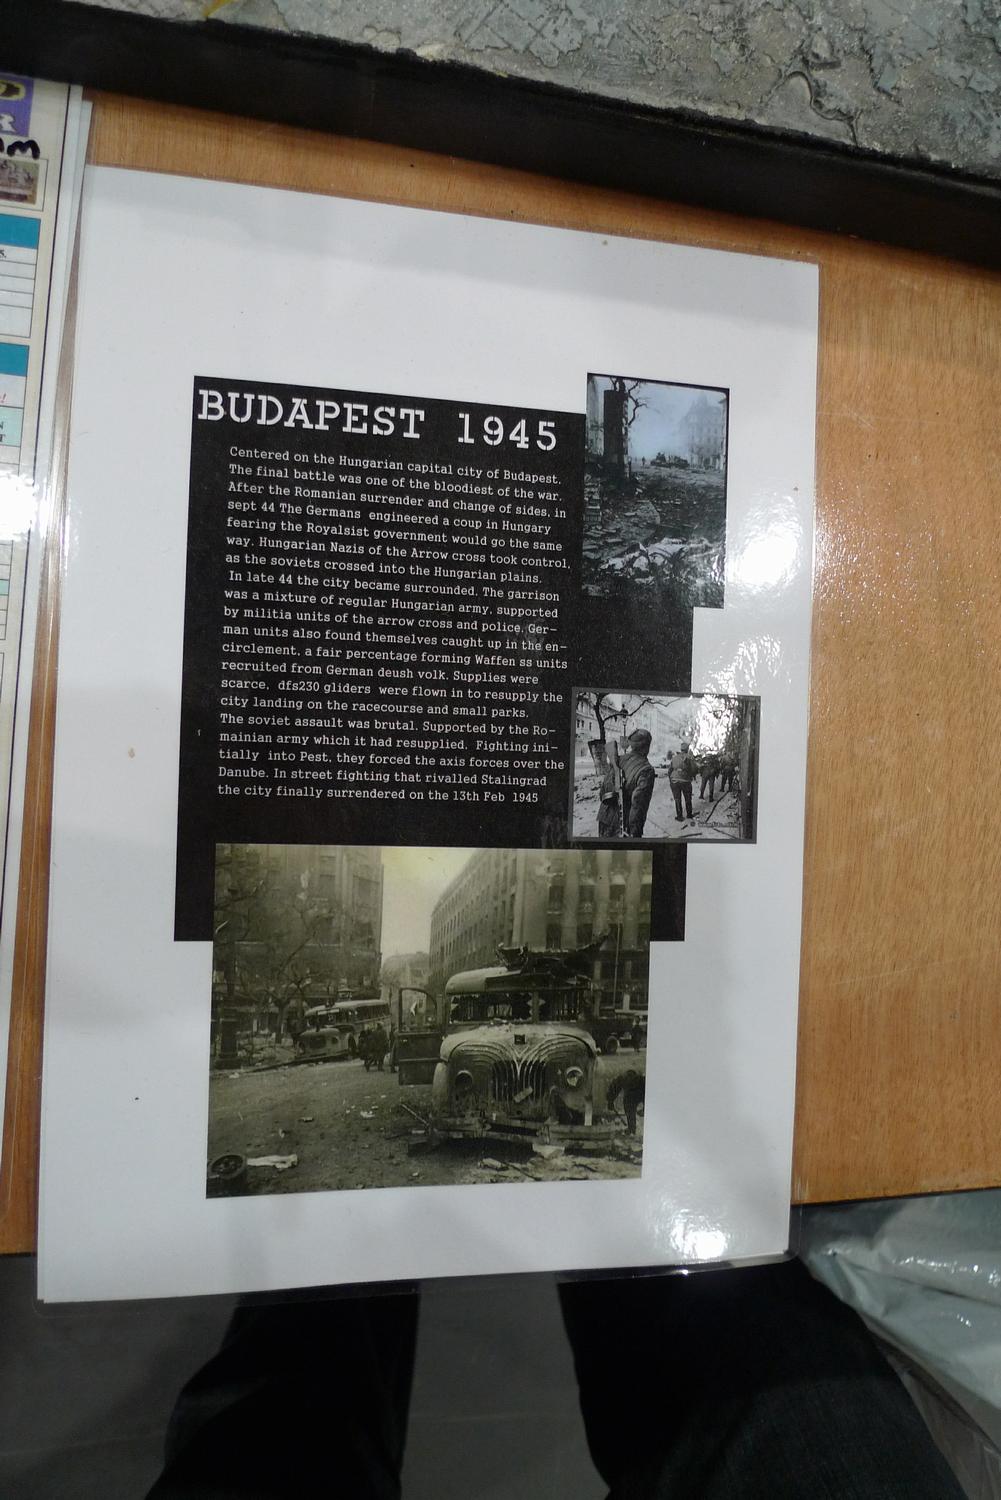 BUDAPEST 1945
Centered on the Hungarian capital city of Budapest.
The final battle was one of the bloodiest of the war.
After the Romanian surrender and change of sides, in
sept 44 The Germans engineered a coup in Hungary
fearing the Royalsist government would go the same
way. Hungarian Nazis of the Arrow cross took control,
as the soviets crossed into the Hungarian plains.
In late 44 the city became surrounded. The garrison
was a mixture of regular Hungarian army, supported
by militia units of the arrow cross and police. Ger-
man units also found themselves caught up in the en-
circlement, a fair percentage forming Waffen ss units
recruited from German deush volk. Supplies were
scarce, dfs230 gliders were flown in to resupply the
city landing on the racecourse and small parks.
The soviet assault was brutal. Supported by the Ro-
mainian army which it had resupplied. Fighting ini-
tially into Pest, they forced the axis forces over the
Danube. In street fighting that rivalled Stalingrad
the city finally surrendered on the 13th Feb 1945